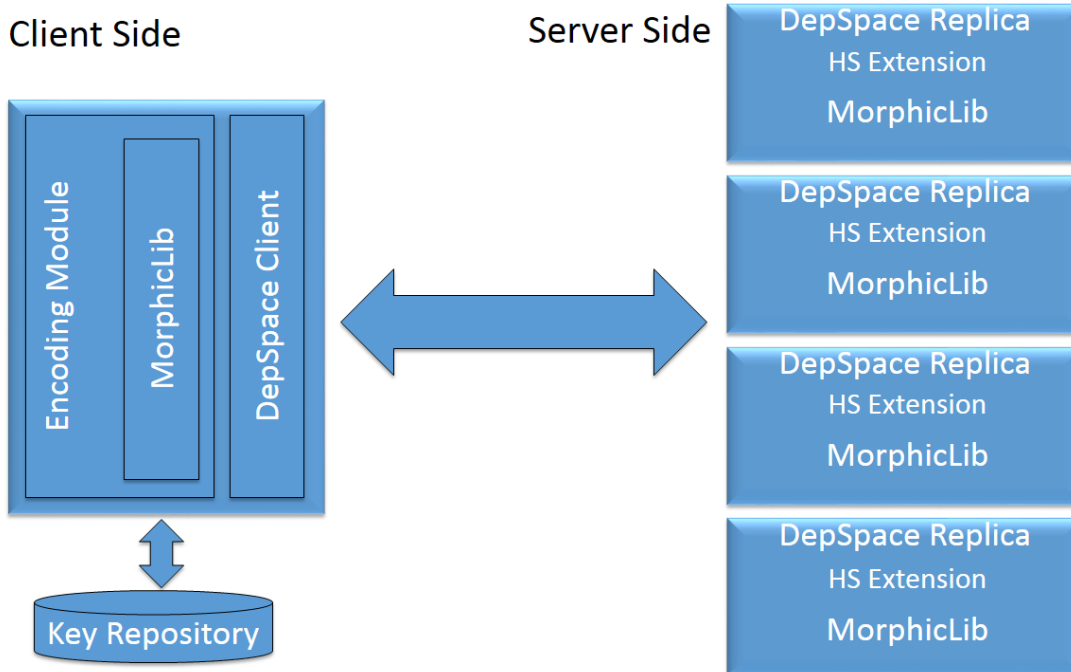 Client Side
Encoding Module
MorphicLib
DepSpace Client
Key Repository
Server Side
DepSpace Replica
HS Extension
MorphicLib
DepSpace Replica
HS Extension
MorphicLib
DepSpace Replica
HS Extension
MorphicLib
DepSpace Replica
HS Extension
MorphicLib